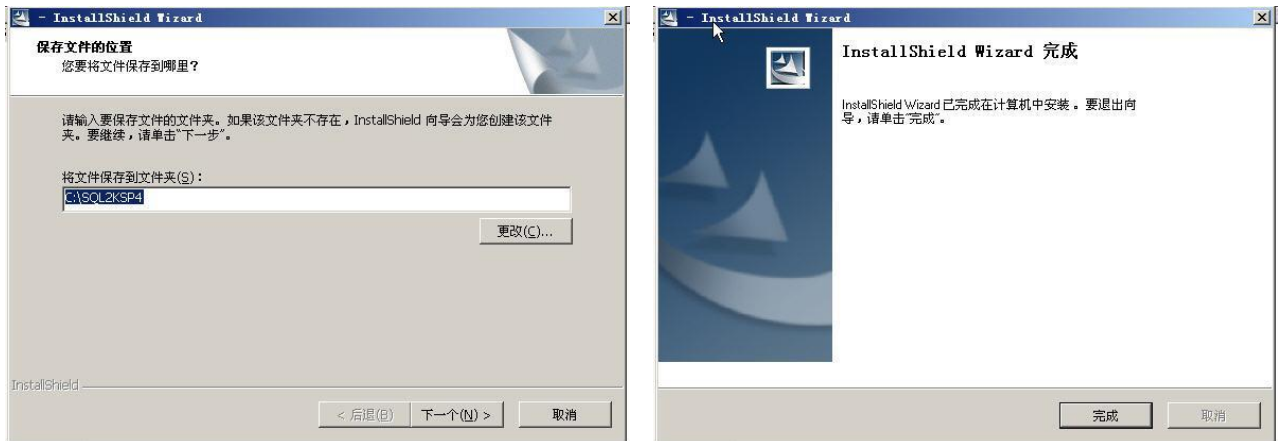 - InstallShield Wizard
保存文件的位置
您要将文件保存到哪里?
请输入要保存文件的文件夹。如果该文件夹不存在，InstallShield 向导会为您创建该文件
夹。要继续，请单击"下一步"。
将文件保存到文件夹(S)：
C:\SQL2KSP4
更改(C)...
InstallShield
< 后退(B)
下一个(N) >
取消
- InstallShield Wizard
InstallShield Wizard 完成
InstallShield Wizard 已完成在计算机中安装 。要退出向
导，请单击"完成"。
完成
取消